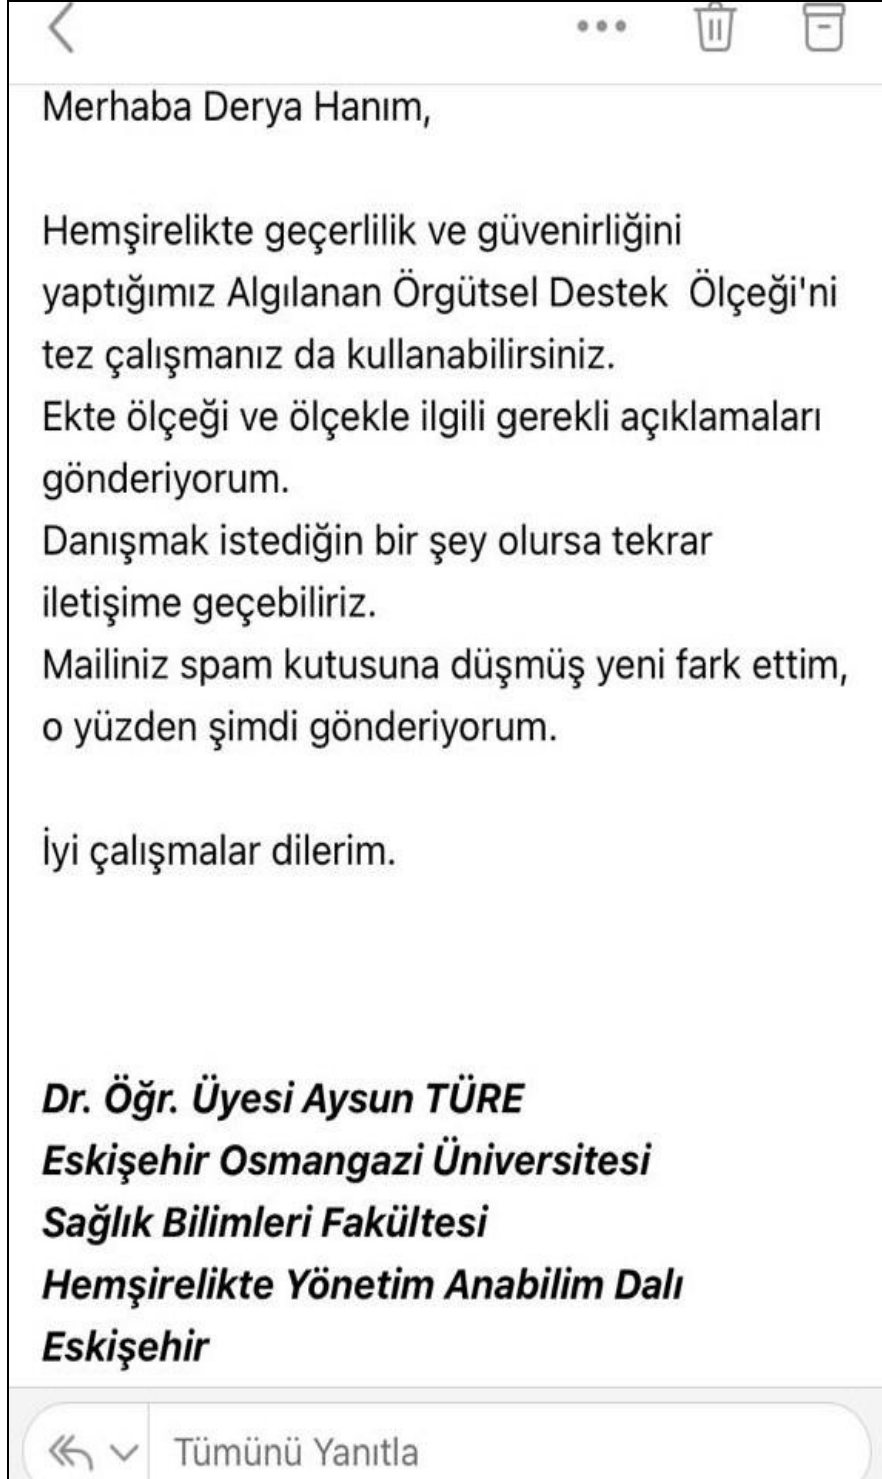 Merhaba Derya Hanım,
Hemşirelikte geçerlilik ve güvenirliğini
yaptığımız Algılanan Örgütsel Destek  Ölçeği'ni
tez çalışmanız da kullanabilirsiniz.
Ekte ölçeği ve ölçekle ilgili gerekli açıklamaları
gönderiyorum.
Danışmak istediğin bir şey olursa tekrar
iletişime geçebiliriz.
Mailiniz spam kutusuna düşmüş yeni fark ettim,
o yüzden şimdi gönderiyorum.
İyi çalışmalar dilerim.
Dr. Öğr. Üyesi Aysun TÜRE
Eskişehir Osmangazi Üniversitesi
Sağlık Bilimleri Fakültesi
Hemşirelikte Yönetim Anabilim Dalı
Eskişehir
Tümünü Yanıtla